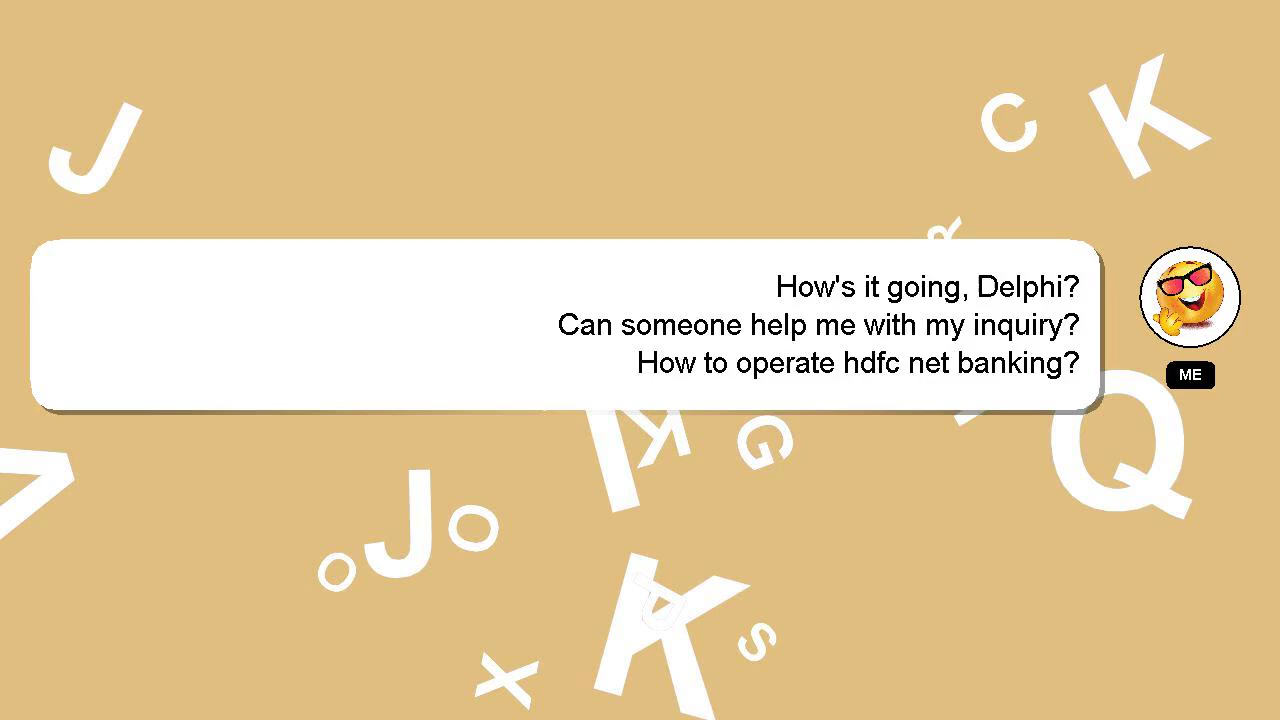 J
C
K
R
How's it going, Delphi?
Can someone help me with my inquiry?
How to operate hdfc net banking?
ME
K
G
Q
J
O
O
K
P
S
X